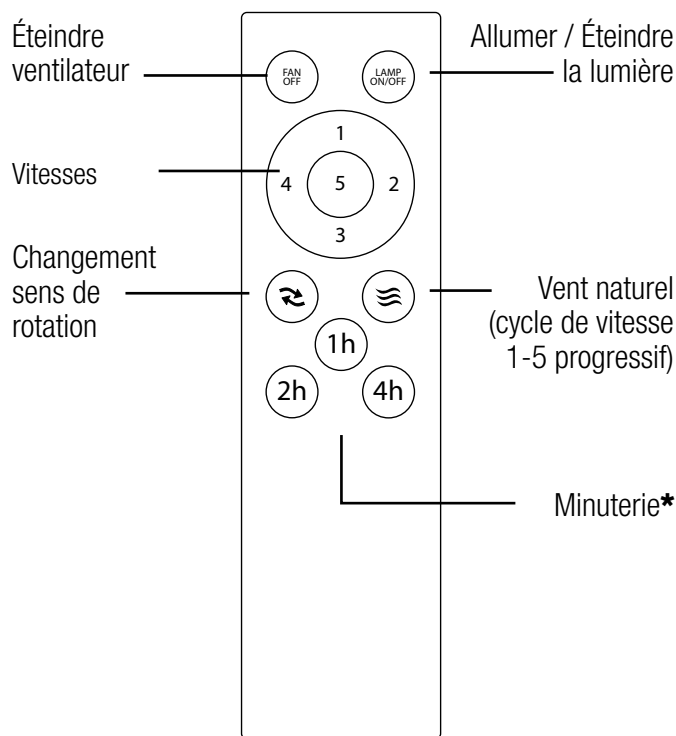 Éteindre
ventilateur
FAN
OFF
LAMP
ON/OFF
Allumer / Éteindre
la lumière
Vitesses
1
4
5
2
3
Changement
sens de
rotation
Vent naturel
(cycle de vitesse
1-5 progressif)
1h
2h
4h
Minuterie*